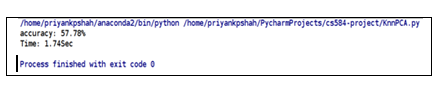 /home/priyankpshah/anaconda2/bin/python /home/priyankpshah/PycharmProjects/cs584-project/KnnPCA.py
accuracy: 57.78%
Time: 1.74Sec
Process finished with exit code 0